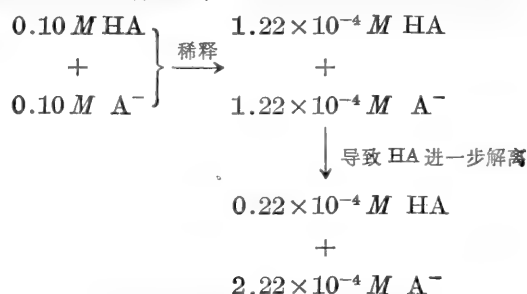 0.10 M HA 1.22×10⁻⁴ M HA
+ 稀释 +
0.10 M A⁻ 1.22×10⁻⁴ M A⁻
导致 HA 进一步解离
0.22×10⁻⁴ M HA
+
2.22×10⁻⁴ M A⁻